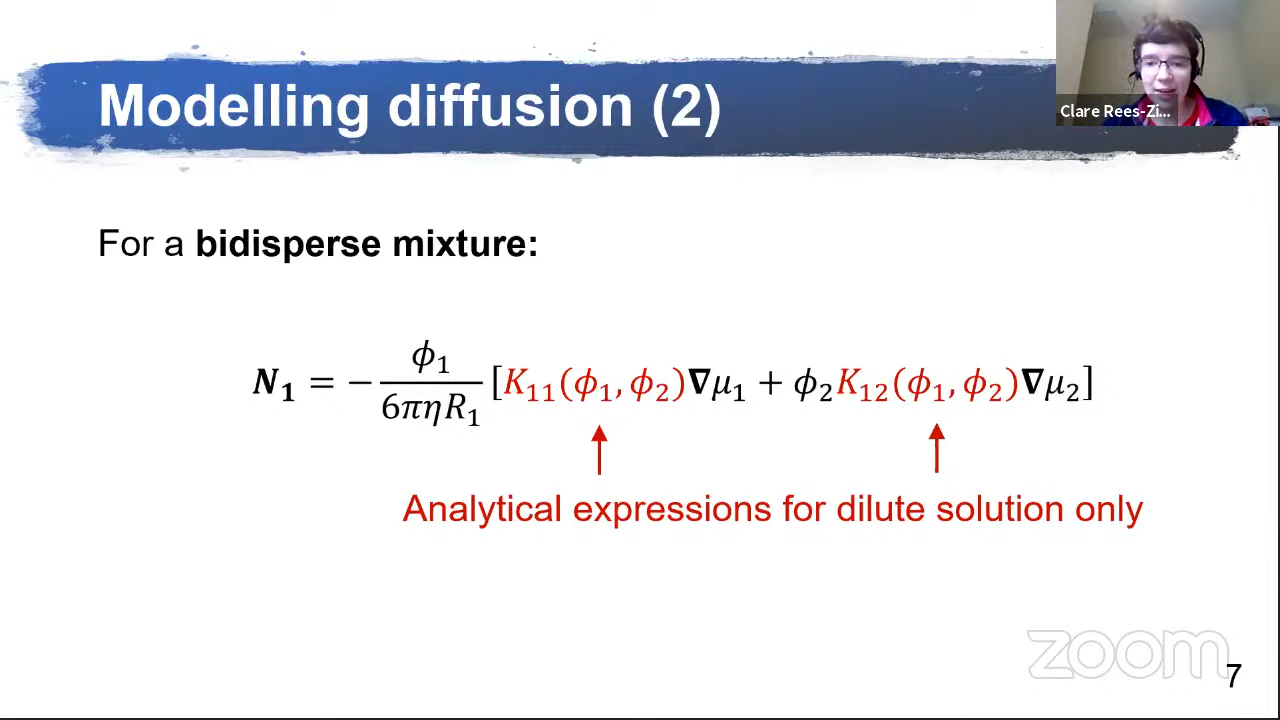 Modelling diffusion (2)
Clare Rees-Zi...
For a bidisperse mixture:
𝑵₁ = − ϕ₁ / 6πηR₁ [K₁₁(ϕ₁, ϕ₂)𝛁μ₁ + ϕ₂K₁₂(ϕ₁, ϕ₂)𝛁μ₂]
Analytical expressions for dilute solution only
zoom
7